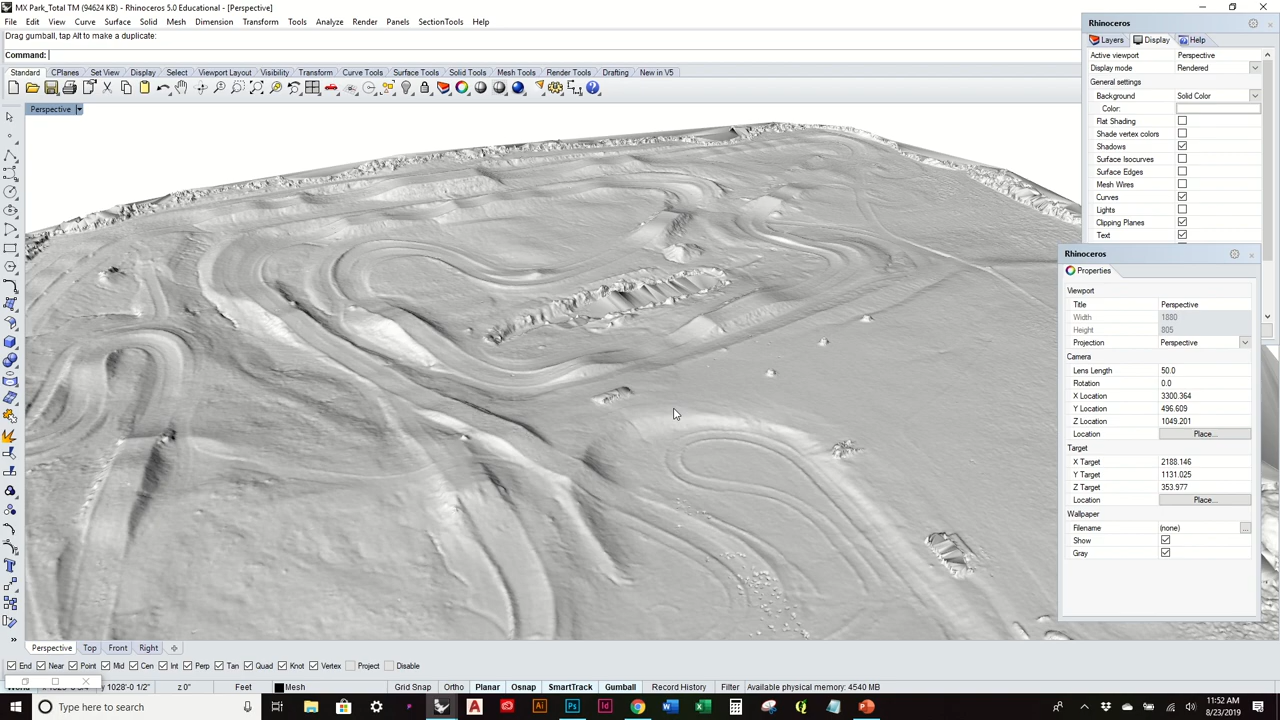 MX Park_Total TM (94624 KB) - Rhinoceros 5.0 Educational - [Perspective]
File Edit View Curve Surface Solid Mesh Dimension Transform Tools Analyze Render Panels SectionTools Help
Drag gumball, tap Alt to make a duplicate:
Command:
Standard CPlanes Set View Display Select Viewport Layout Visibility Transform Curve Tools Surface Tools Solid Tools Mesh Tools Render Tools Drafting New in V5
Perspective
Rhinoceros
Layers Display Help
Active viewport Perspective
Display mode Rendered
General settings
Background Solid Color
Color:
Flat Shading
Shade vertex colors
Shadows
Surface Isocurves
Surface Edges
Mesh Wires
Curves
Lights
Clipping Planes
Text
Rhinoceros
Properties
Viewport
Title Perspective
Width 1880
Height 805
Projection Perspective
Camera
Lens Length 50.0
Rotation 0.0
X Location 3300.364
Y Location 496.609
Z Location 1049.201
Location Place...
Target
X Target 2188.146
Y Target 1131.025
Z Target 353.977
Location Place...
Wallpaper
Filename (none) ...
Show
Gray
Perspective Top Front Right
End Near Point Mid Cen Int Perp Tan Quad Knot Vertex Project Disable
z 0" Feet Mesh Grid Snap Ortho Planar Osnap SmartTrack Gumball Record History Filter Available physical memory: 4540 MB
Type here to search
11:52 AM
8/23/2019